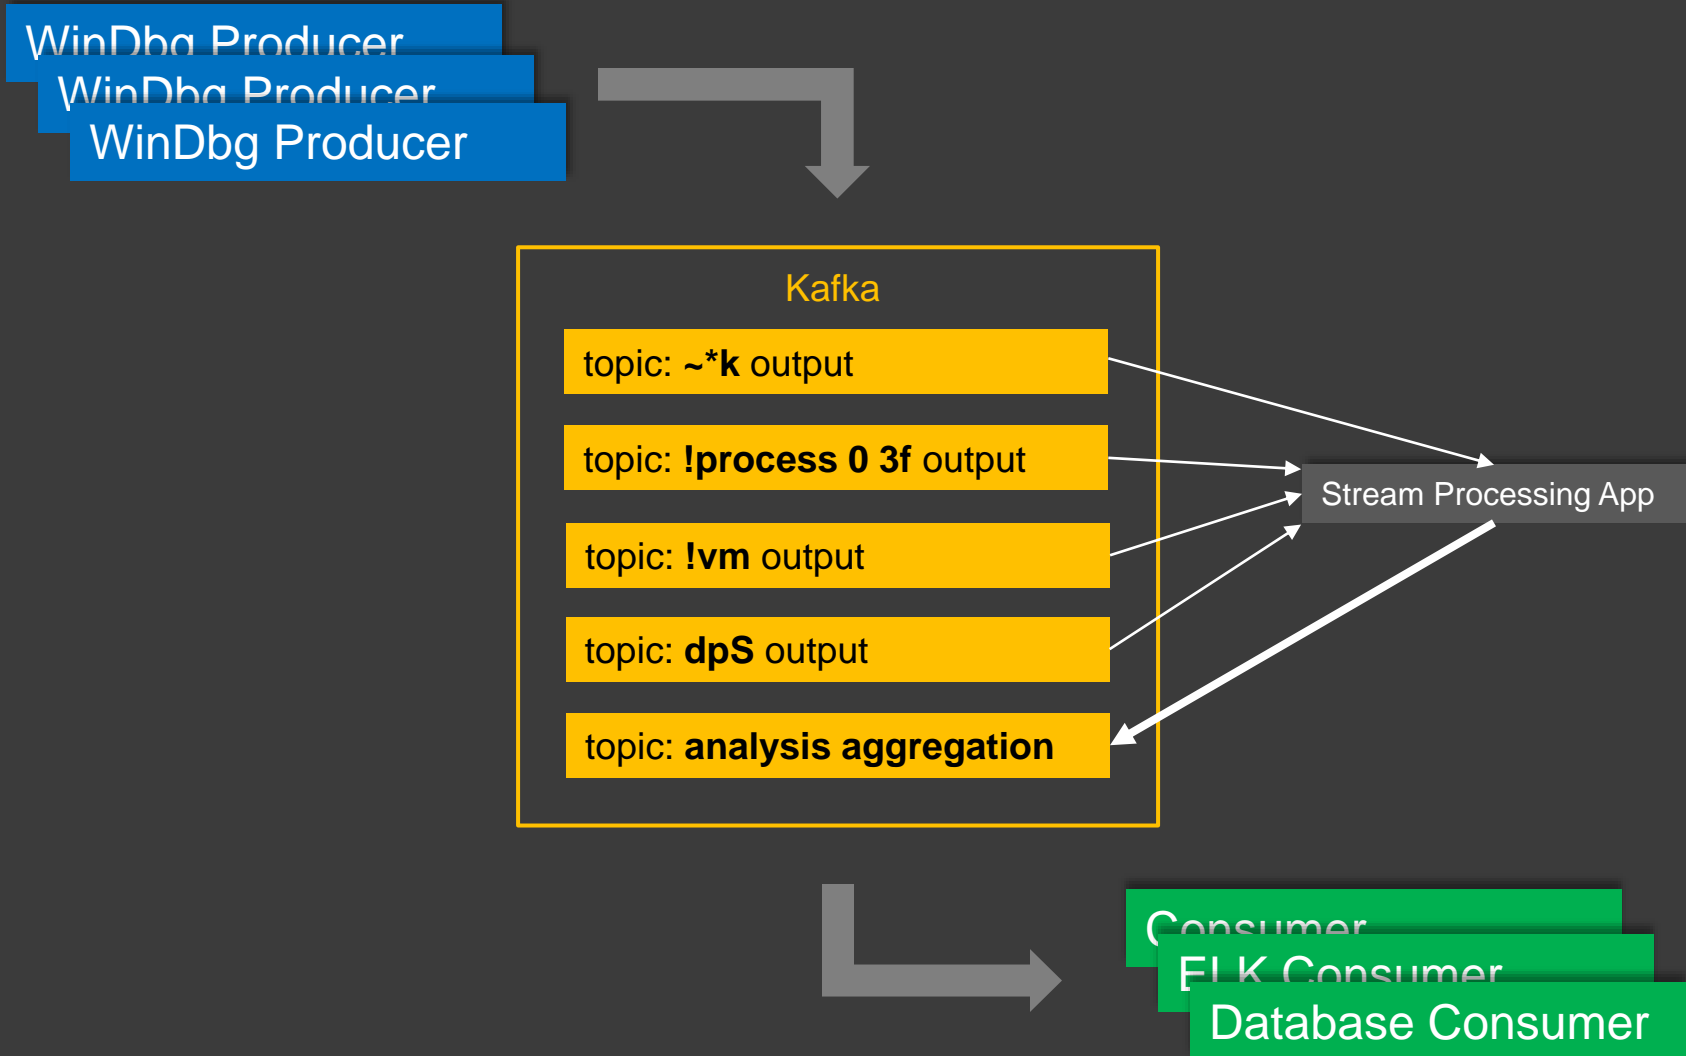 WinDbg Producer
WinDbg Producer
WinDbg Producer
Kafka
topic: ~*k output
topic: !process 0 3f output
topic: !vm output
topic: dpS output
topic: analysis aggregation
Stream Processing App
Consumer
ELK Consumer
Database Consumer